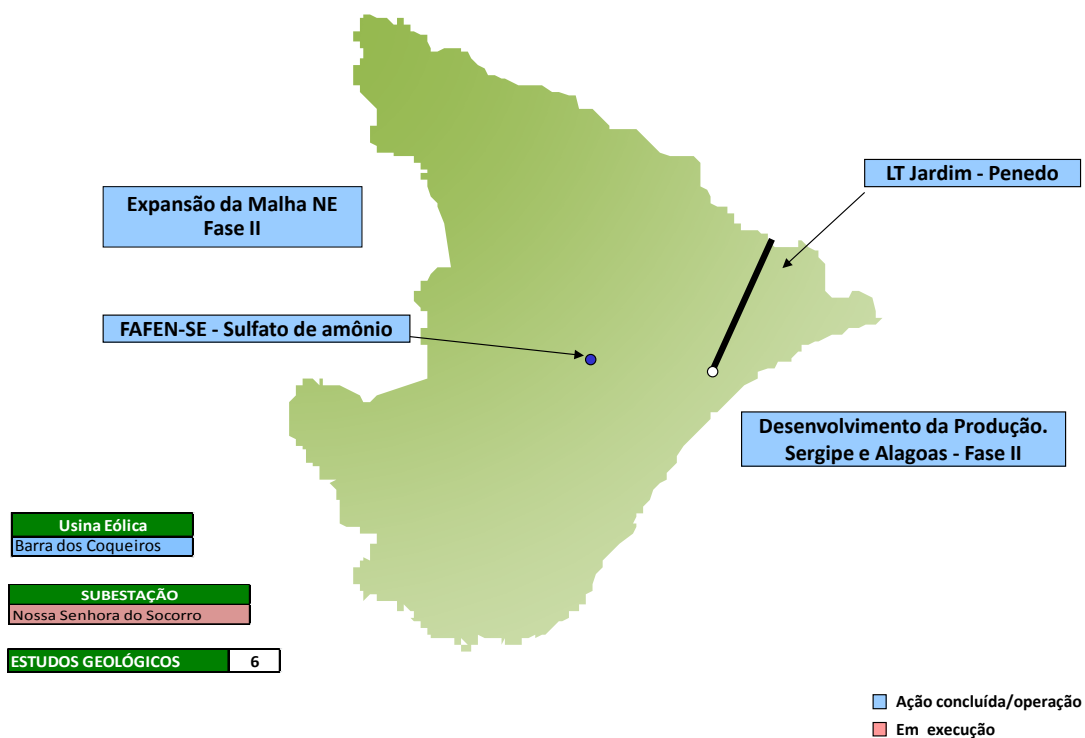 LT Jardim - Penedo
Expansão da Malha NE
Fase II
FAFEN-SE - Sulfato de amônio
Desenvolvimento da Produção.
Sergipe e Alagoas - Fase II
Usina Eólica
Barra dos Coqueiros
SUBESTAÇÃO
Nossa Senhora do Socorro
ESTUDOS GEOLÓGICOS 6
Ação concluída/operação
Em execução